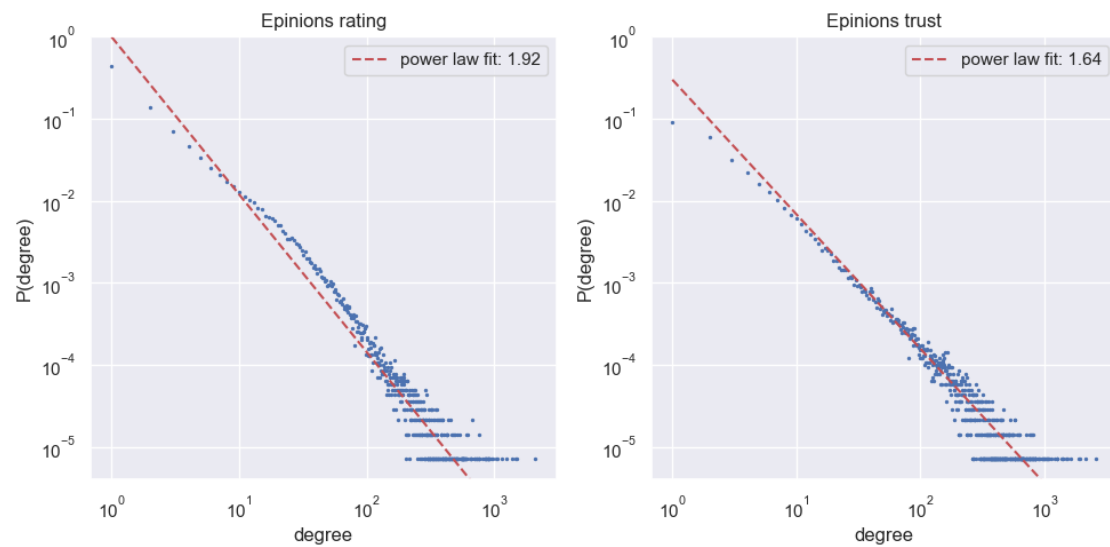 Epinions rating
power law fit: 1.92
10^0
10^-1
10^-2
10^-3
10^-4
10^-5
P(degree)
10^0 10^1 10^2 10^3
degree
Epinions trust
power law fit: 1.64
10^0
10^-1
10^-2
10^-3
10^-4
10^-5
P(degree)
10^0 10^1 10^2 10^3
degree